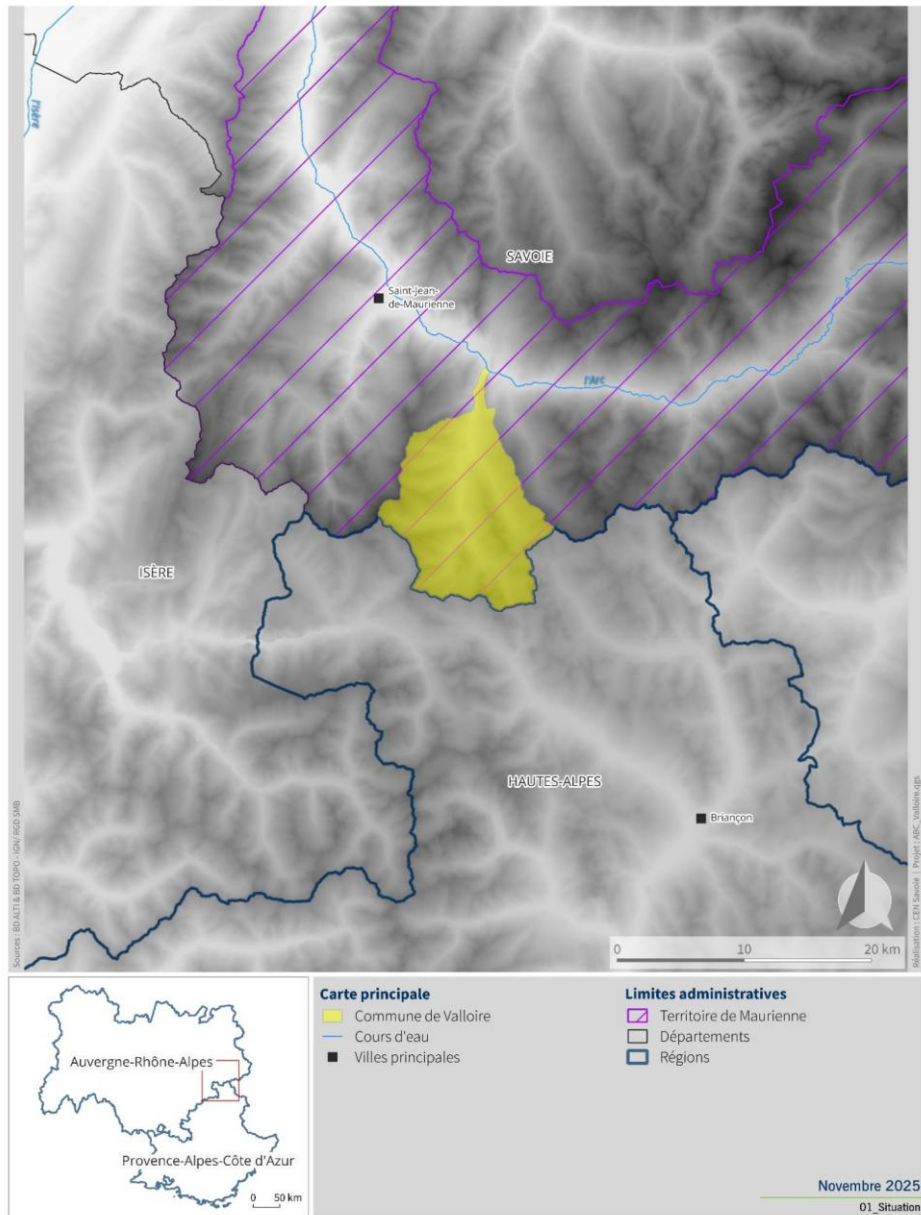 l'Isère
SAVOIE
Saint-Jean-
de-Maurienne
l'Arc
ISÈRE
HAUTES-ALPES
Briançon
Sources : BD ALTI & BD TOPO - IGN/ RGD SMB
Réalisation : CEN Savoie | Projet : ABC_Valloire.qgs
0 10 20 km
Auvergne-Rhône-Alpes
Provence-Alpes-Côte d'Azur
0 50 km
Carte principale
Commune de Valloire
Cours d'eau
Villes principales
Limites administratives
Territoire de Maurienne
Départements
Régions
Novembre 2025
01_Situation